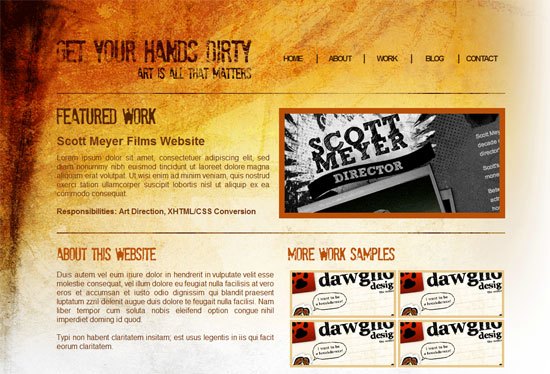 GET YOUR HANDS DIRTY
ART IS ALL THAT MATTERS
HOME | ABOUT | WORK | BLOG | CONTACT
FEATURED WORK
Scott Meyer Films Website
Lorem ipsum dolor sit amet, consectetuer adipiscing elit, sed
diam nonummy nibh euismod tincidunt ut laoreet dolore magna
aliquam erat volutpat. Ut wisi enim ad minim veniam, quis nostrud
exerci tation ullamcorper suscipit lobortis nisl ut aliquip ex ea
commodo consequat.
Responsibilities: Art Direction, XHTML/CSS Conversion
SCOTT
MEYER
DIRECTOR
Scott Mey
decade
director'
Scott's
mone
ABOUT THIS WEBSITE
Duis autem vel eum iriure dolor in hendrerit in vulputate velit esse
molestie consequat, vel illum dolore eu feugiat nulla facilisis at vero
eros et accumsan et iusto odio dignissim qui blandit praesent
luptatum zzril delenit augue duis dolore te feugait nulla facilisi. Nam
liber tempor cum soluta nobis eleifend option congue nihil
imperdiet doming id quod.
Typi non habent claritatem insitam; est usus legentis in iis qui facit
eorum claritatem.
MORE WORK SAMPLES
dawgho
desig
I want to be a
dawgho
desig
I want to be a
dawgho
desig
I want to be a
dawgho
desig
I want to be a